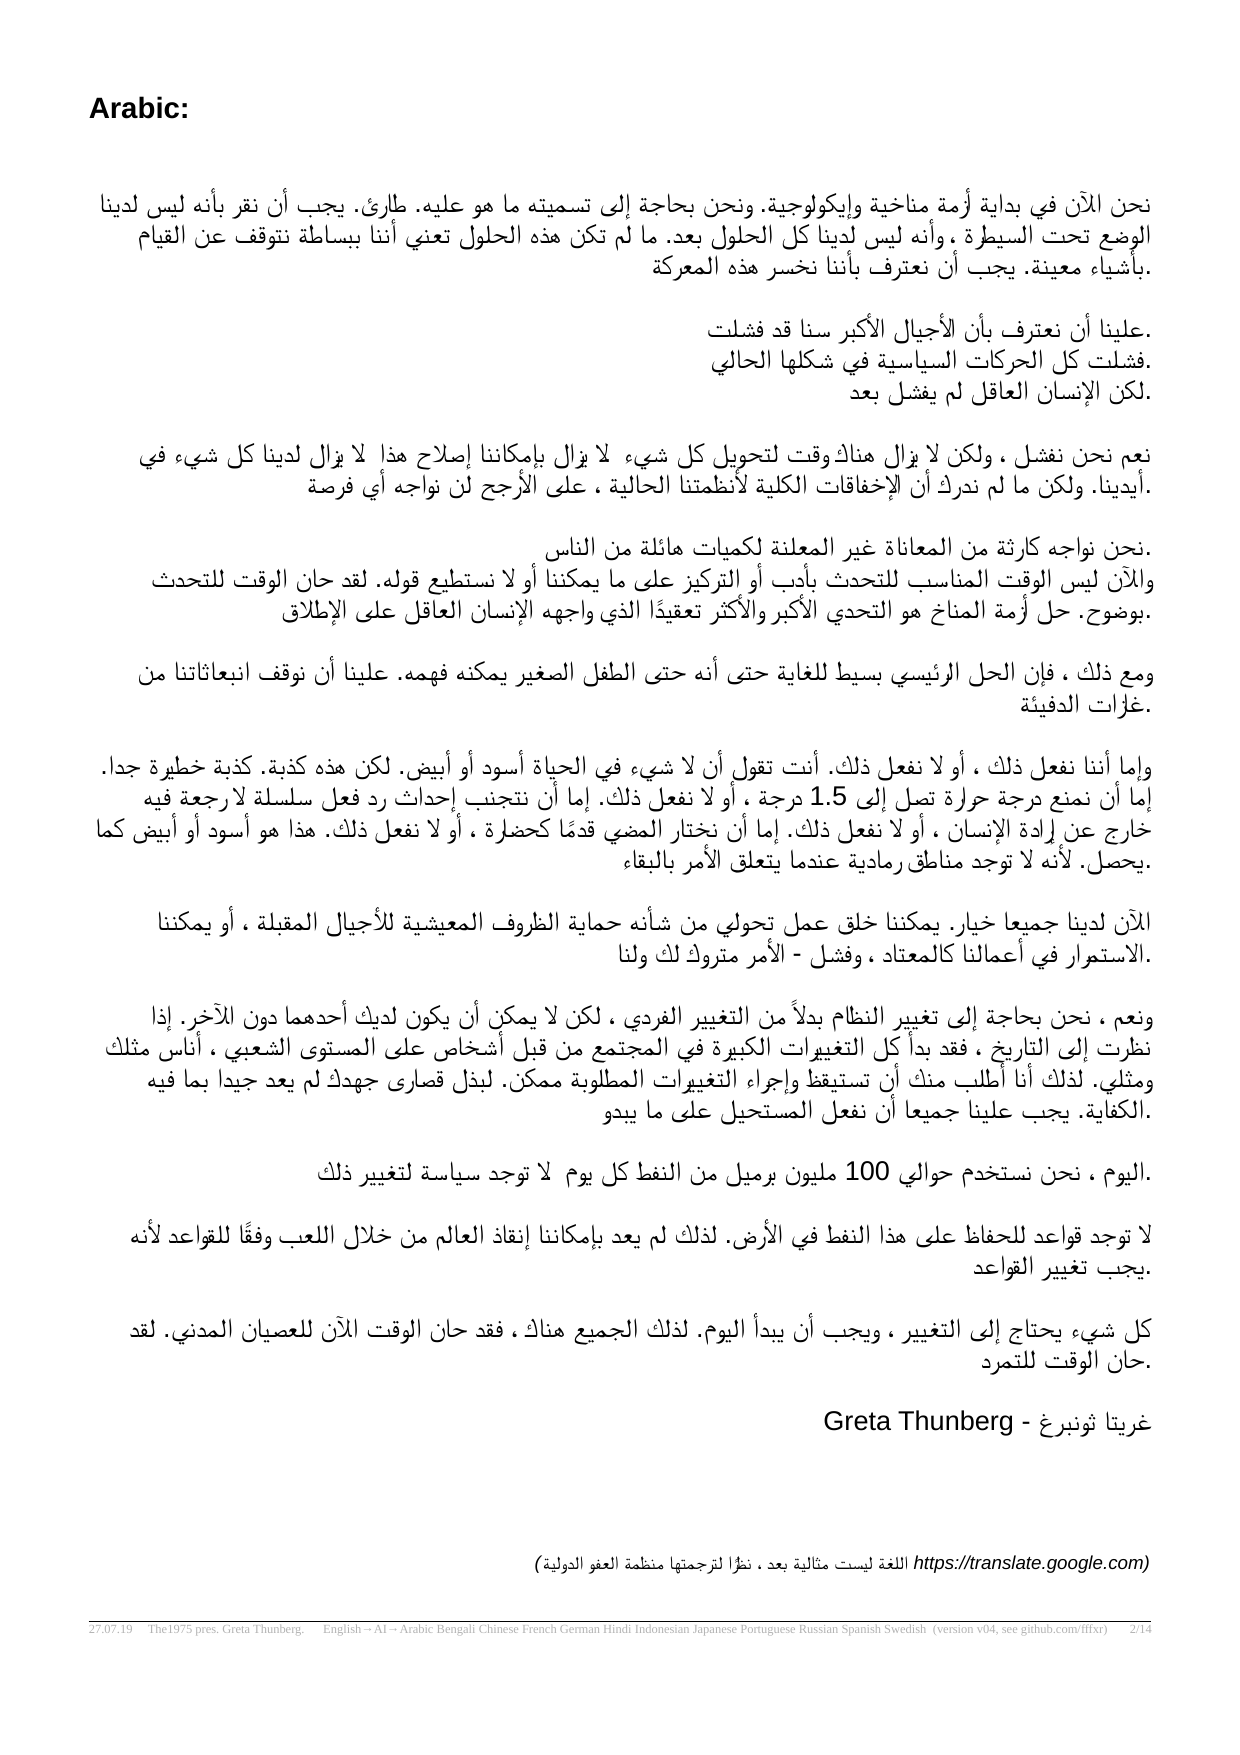 Arabic:
نحن الآن في بداية أزمة مناخية وإيكولوجية. ونحن بحاجة إلى تسميته ما هو عليه. طارئ. يجب أن نقر بأنه ليس لدينا
الوضع تحت السيطرة ، وأنه ليس لدينا كل الحلول بعد. ما لم تكن هذه الحلول تعني أننا ببساطة نتوقف عن القيام
بأشياء معينة. يجب أن نعترف بأننا نخسر هذه المعركة.
علينا أن نعترف بأن الأجيال الأكبر سنا قد فشلت.
فشلت كل الحركات السياسية في شكلها الحالي.
لكن الإنسان العاقل لم يفشل بعد.
نعم نحن نفشل ، ولكن لا يزال هناك وقت لتحويل كل شيء لا يزال بإمكاننا إصلاح هذا لا يزال لدينا كل شيء في
أيدينا. ولكن ما لم ندرك أن الإخفاقات الكلية لأنظمتنا الحالية ، على الأرجح لن نواجه أي فرصة.
نحن نواجه كارثة من المعاناة غير المعلنة لكميات هائلة من الناس.
والآن ليس الوقت المناسب للتحدث بأدب أو التركيز على ما يمكننا أو لا نستطيع قوله. لقد حان الوقت للتحدث
بوضوح. حل أزمة المناخ هو التحدي الأكبر والأكثر تعقيدًا الذي واجهه الإنسان العاقل على الإطلاق.
ومع ذلك ، فإن الحل الرئيسي بسيط للغاية حتى أنه حتى الطفل الصغير يمكنه فهمه. علينا أن نوقف انبعاثاتنا من
غازات الدفيئة.
وإما أننا نفعل ذلك ، أو لا نفعل ذلك. أنت تقول أن لا شيء في الحياة أسود أو أبيض. لكن هذه كذبة. كذبة خطيرة جدا.
إما أن نمنع درجة حرارة تصل إلى 1.5 درجة ، أو لا نفعل ذلك. إما أن نتجنب إحداث رد فعل سلسلة لا رجعة فيه
خارج عن إرادة الإنسان ، أو لا نفعل ذلك. إما أن نختار المضي قدمًا كحضارة ، أو لا نفعل ذلك. هذا هو أسود أو أبيض كما
يحصل. لأنه لا توجد مناطق رمادية عندما يتعلق الأمر بالبقاء.
الآن لدينا جميعا خيار. يمكننا خلق عمل تحولي من شأنه حماية الظروف المعيشية للأجيال المقبلة ، أو يمكننا
الاستمرار في أعمالنا كالمعتاد ، وفشل - الأمر متروك لك ولنا.
ونعم ، نحن بحاجة إلى تغيير النظام بدلاً من التغيير الفردي ، لكن لا يمكن أن يكون لديك أحدهما دون الآخر. إذا
نظرت إلى التاريخ ، فقد بدأ كل التغييرات الكبيرة في المجتمع من قبل أشخاص على المستوى الشعبي ، أناس مثلك
ومثلي. لذلك أنا أطلب منك أن تستيقظ وإجراء التغييرات المطلوبة ممكن. لبذل قصارى جهدك لم يعد جيدا بما فيه
الكفاية. يجب علينا جميعا أن نفعل المستحيل على ما يبدو.
اليوم ، نحن نستخدم حوالي 100 مليون برميل من النفط كل يوم لا توجد سياسة لتغيير ذلك.
لا توجد قواعد للحفاظ على هذا النفط في الأرض. لذلك لم يعد بإمكاننا إنقاذ العالم من خلال اللعب وفقًا للقواعد لأنه
يجب تغيير القواعد.
كل شيء يحتاج إلى التغيير ، ويجب أن يبدأ اليوم. لذلك الجميع هناك ، فقد حان الوقت الآن للعصيان المدني. لقد
حان الوقت للتمرد.
غريتا ثونبرغ - Greta Thunberg
(اللغة ليست مثالية بعد ، نظرًا لترجمتها منظمة العفو الدولية https://translate.google.com)
27.07.19 The1975 pres. Greta Thunberg. English→AI→Arabic Bengali Chinese French German Hindi Indonesian Japanese Portuguese Russian Spanish Swedish (version v04, see github.com/fffxr) 2/14